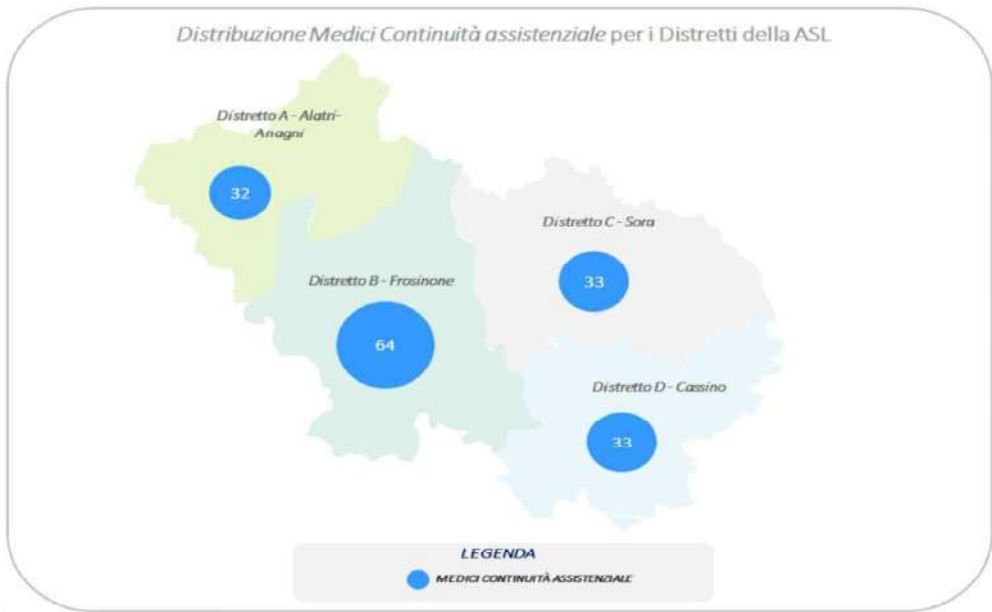 Distribuzione Medici Continuità assistenziale per i Distretti della ASL
Distretto A - Alatri-
Anagni
32
Distretto C - Sora
33
Distretto B - Frosinone
64
Distretto D - Cassino
33
LEGENDA
MEDICI CONTINUITÀ ASSISTENZIALE